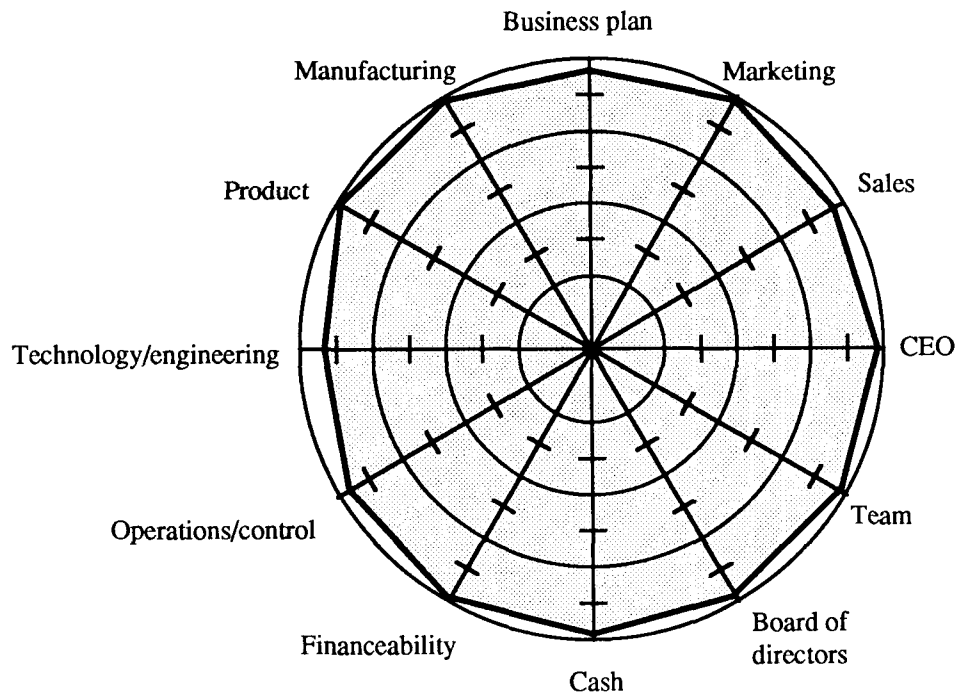 Business plan
Manufacturing
Marketing
Product
Sales
Technology/engineering
CEO
Operations/control
Team
Financeability
Board of
directors
Cash